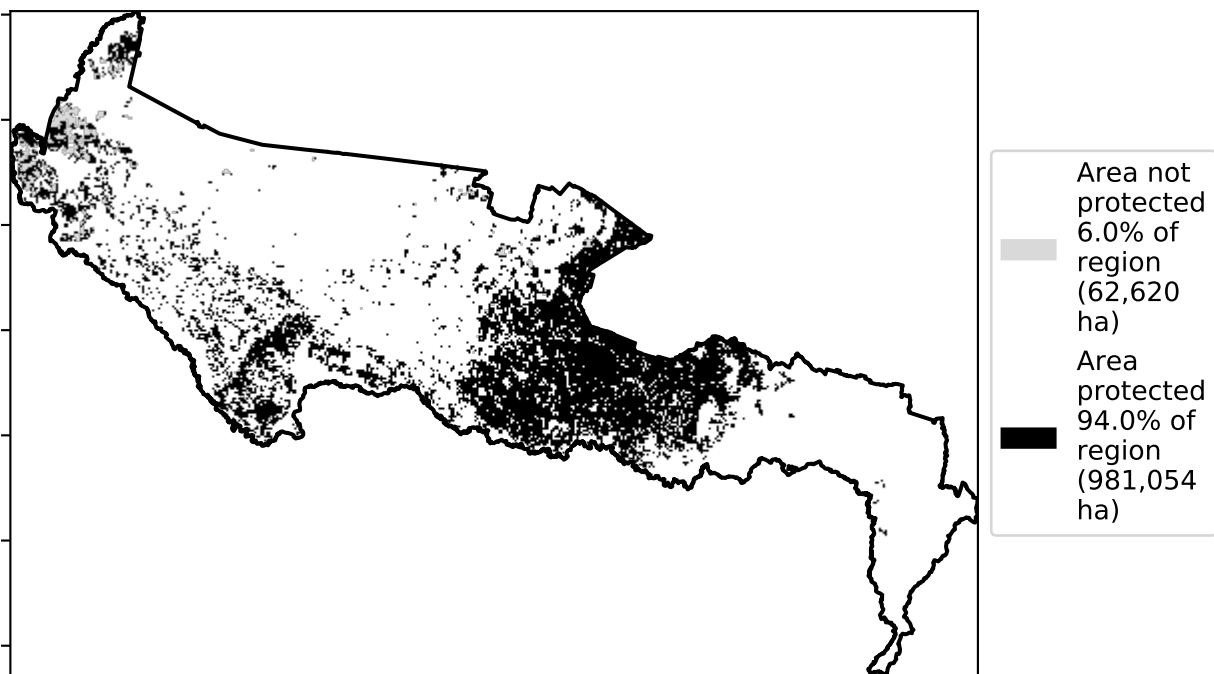 Area not
protected
6.0% of
region
(62,620
ha)
Area
protected
94.0% of
region
(981,054
ha)